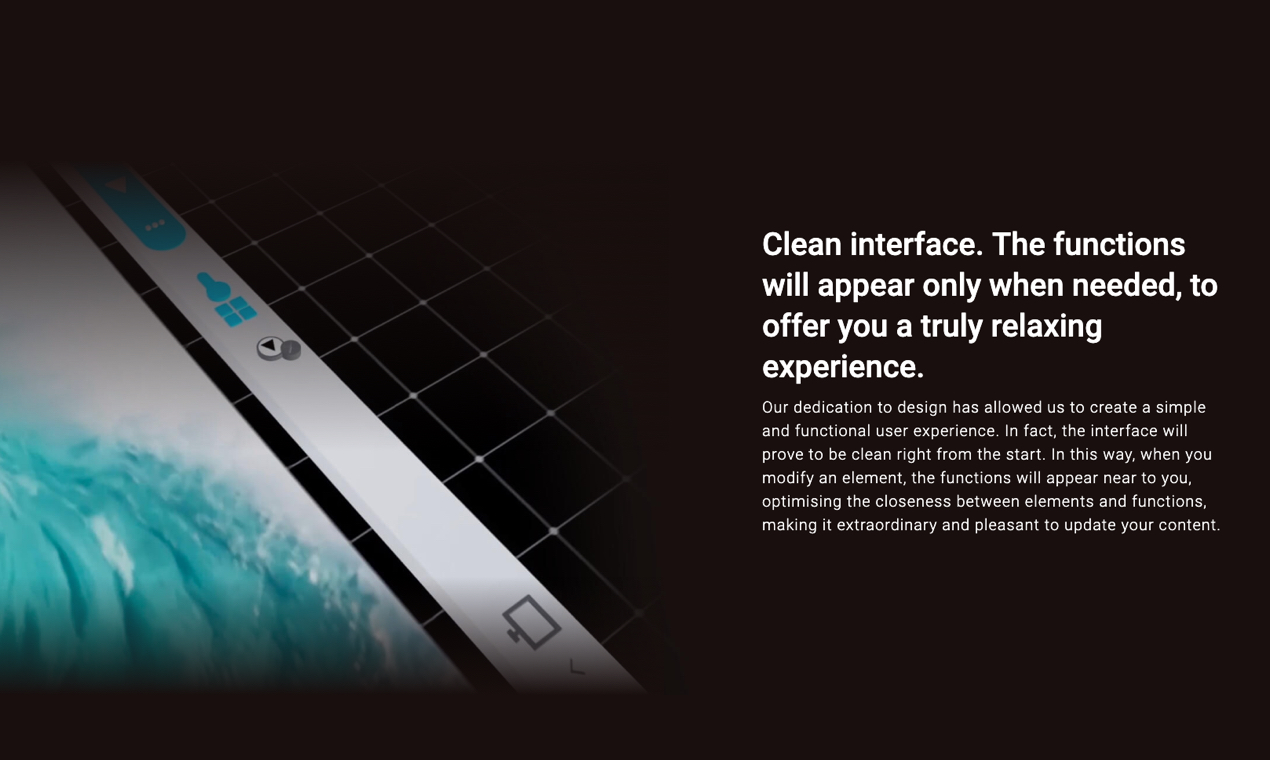 Clean interface. The functions
will appear only when needed, to
offer you a truly relaxing
experience.
Our dedication to design has allowed us to create a simple
and functional user experience. In fact, the interface will
prove to be clean right from the start. In this way, when you
modify an element, the functions will appear near to you,
optimising the closeness between elements and functions,
making it extraordinary and pleasant to update your content.